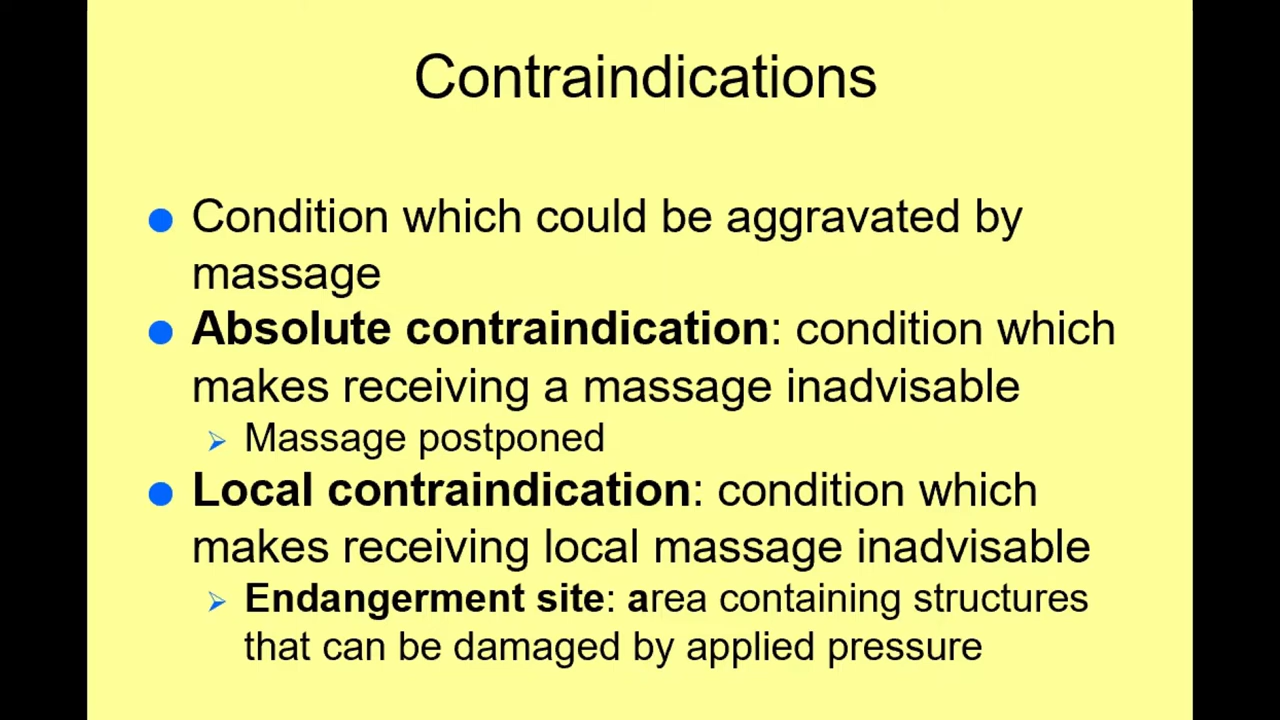 Contraindications
Condition which could be aggravated by
massage
Absolute contraindication: condition which
makes receiving a massage inadvisable
Massage postponed
Local contraindication: condition which
makes receiving local massage inadvisable
Endangerment site: area containing structures
that can be damaged by applied pressure